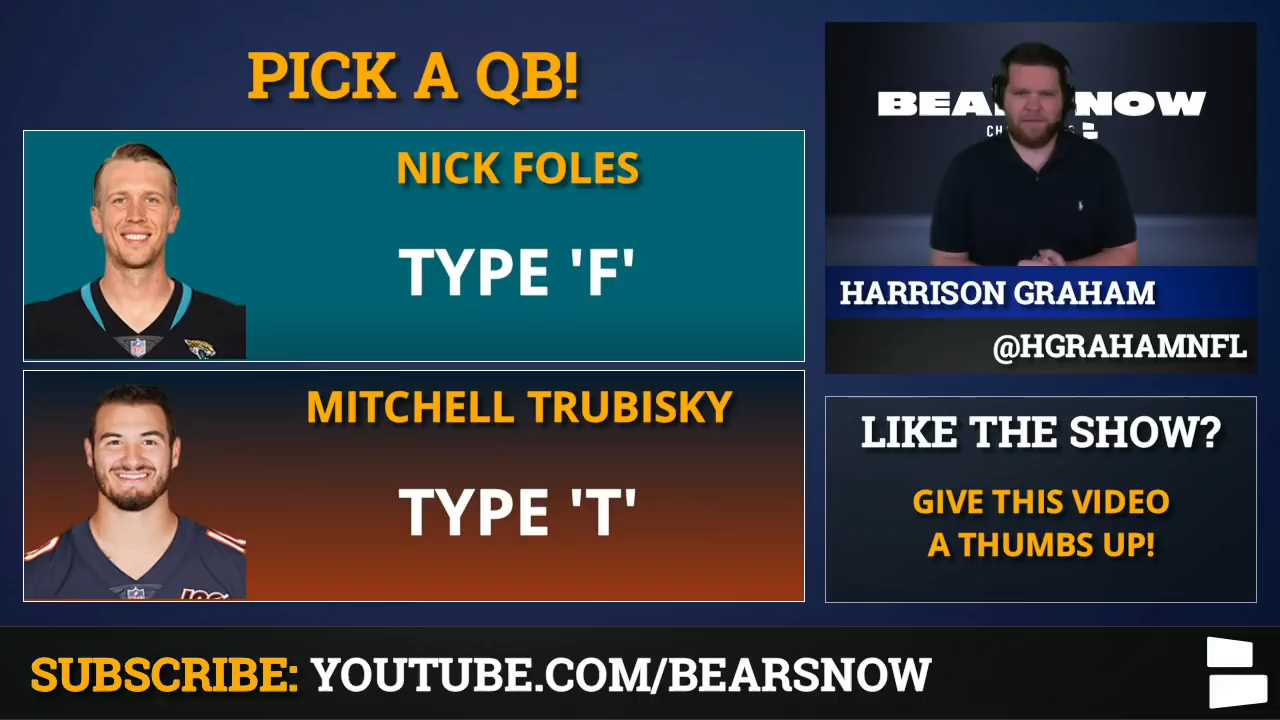 PICK A QB!
NICK FOLES
TYPE 'F'
MITCHELL TRUBISKY
TYPE 'T'
HARRISON GRAHAM
@HGRAHAMNFL
LIKE THE SHOW?
GIVE THIS VIDEO
A THUMBS UP!
SUBSCRIBE: YOUTUBE.COM/BEARSNOW